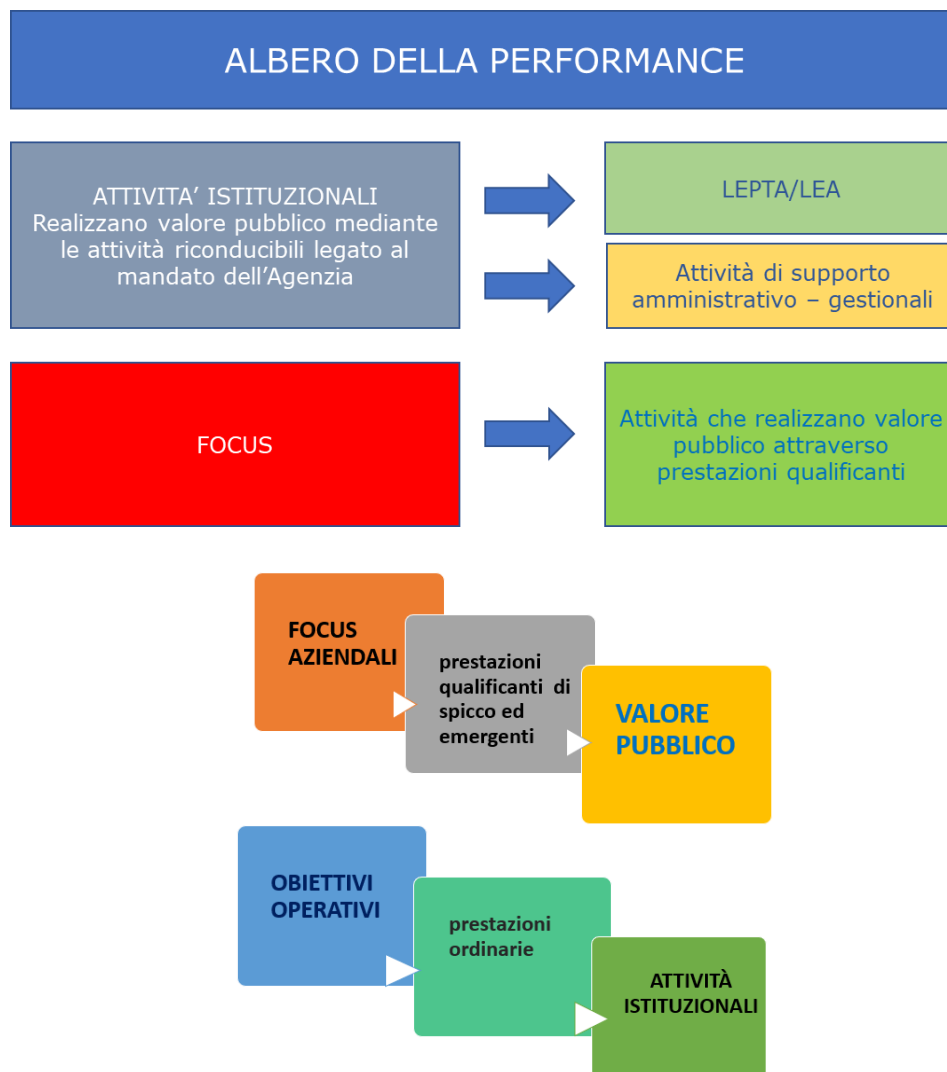 ALBERO DELLA PERFORMANCE
ATTIVITA’ ISTITUZIONALI
Realizzano valore pubblico mediante
le attività riconducibili legato al
mandato dell’Agenzia
LEPTA/LEA
Attività di supporto
amministrativo – gestionali
FOCUS
Attività che realizzano valore
pubblico attraverso
prestazioni qualificanti
FOCUS
AZIENDALI
prestazioni
qualificanti di
spicco ed
emergenti
VALORE
PUBBLICO
OBIETTIVI
OPERATIVI
prestazioni
ordinarie
ATTIVITÀ
ISTITUZIONALI